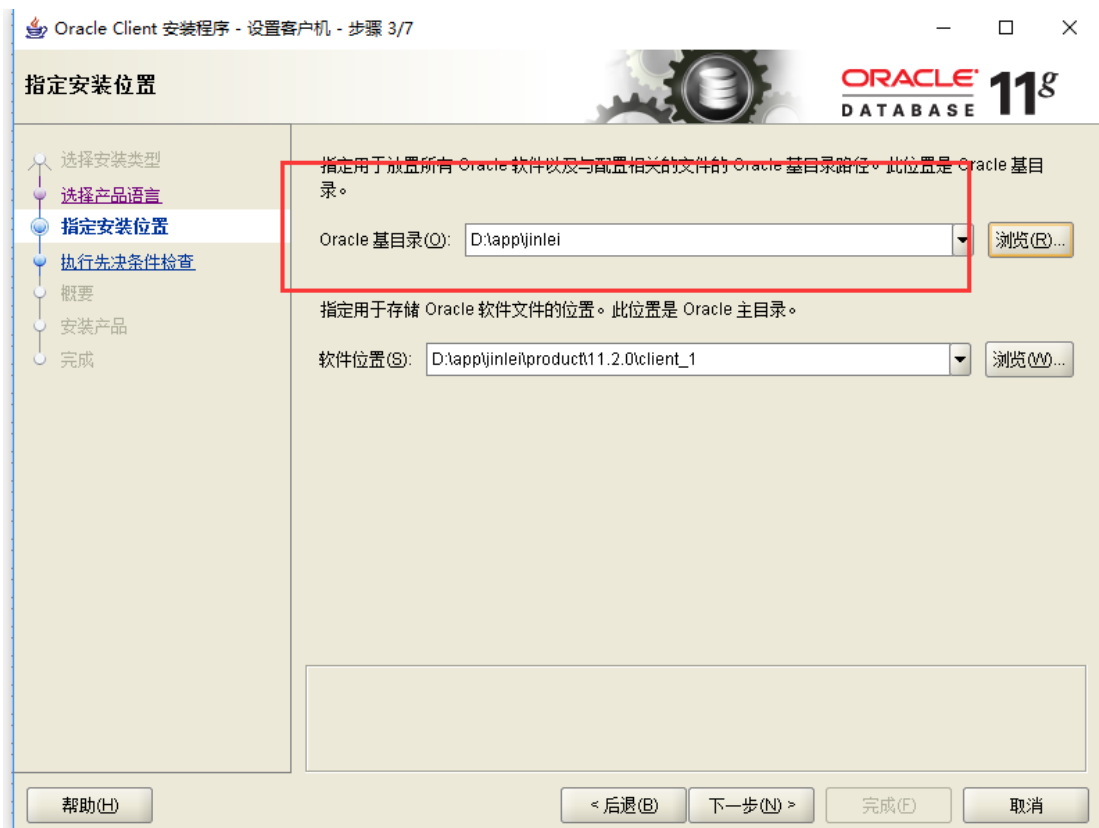 Oracle Client 安装程序 - 设置客户机 - 步骤 3/7
指定安装位置
ORACLE
DATABASE
11g
选择安装类型
选择产品语言
指定安装位置
执行先决条件检查
概要
安装产品
完成
指定用于放置所有 Oracle 软件以及与配置相关的文件的 Oracle 基目录路径。此位置是 Oracle 基目
录。
Oracle 基目录(O): D:\app\jinlei 浏览(R)...
指定用于存储 Oracle 软件文件的位置。此位置是 Oracle 主目录。
软件位置(S): D:\app\jinlei\product\11.2.0\client_1 浏览(W)...
帮助(H) < 后退(B) 下一步(N) > 完成(F) 取消